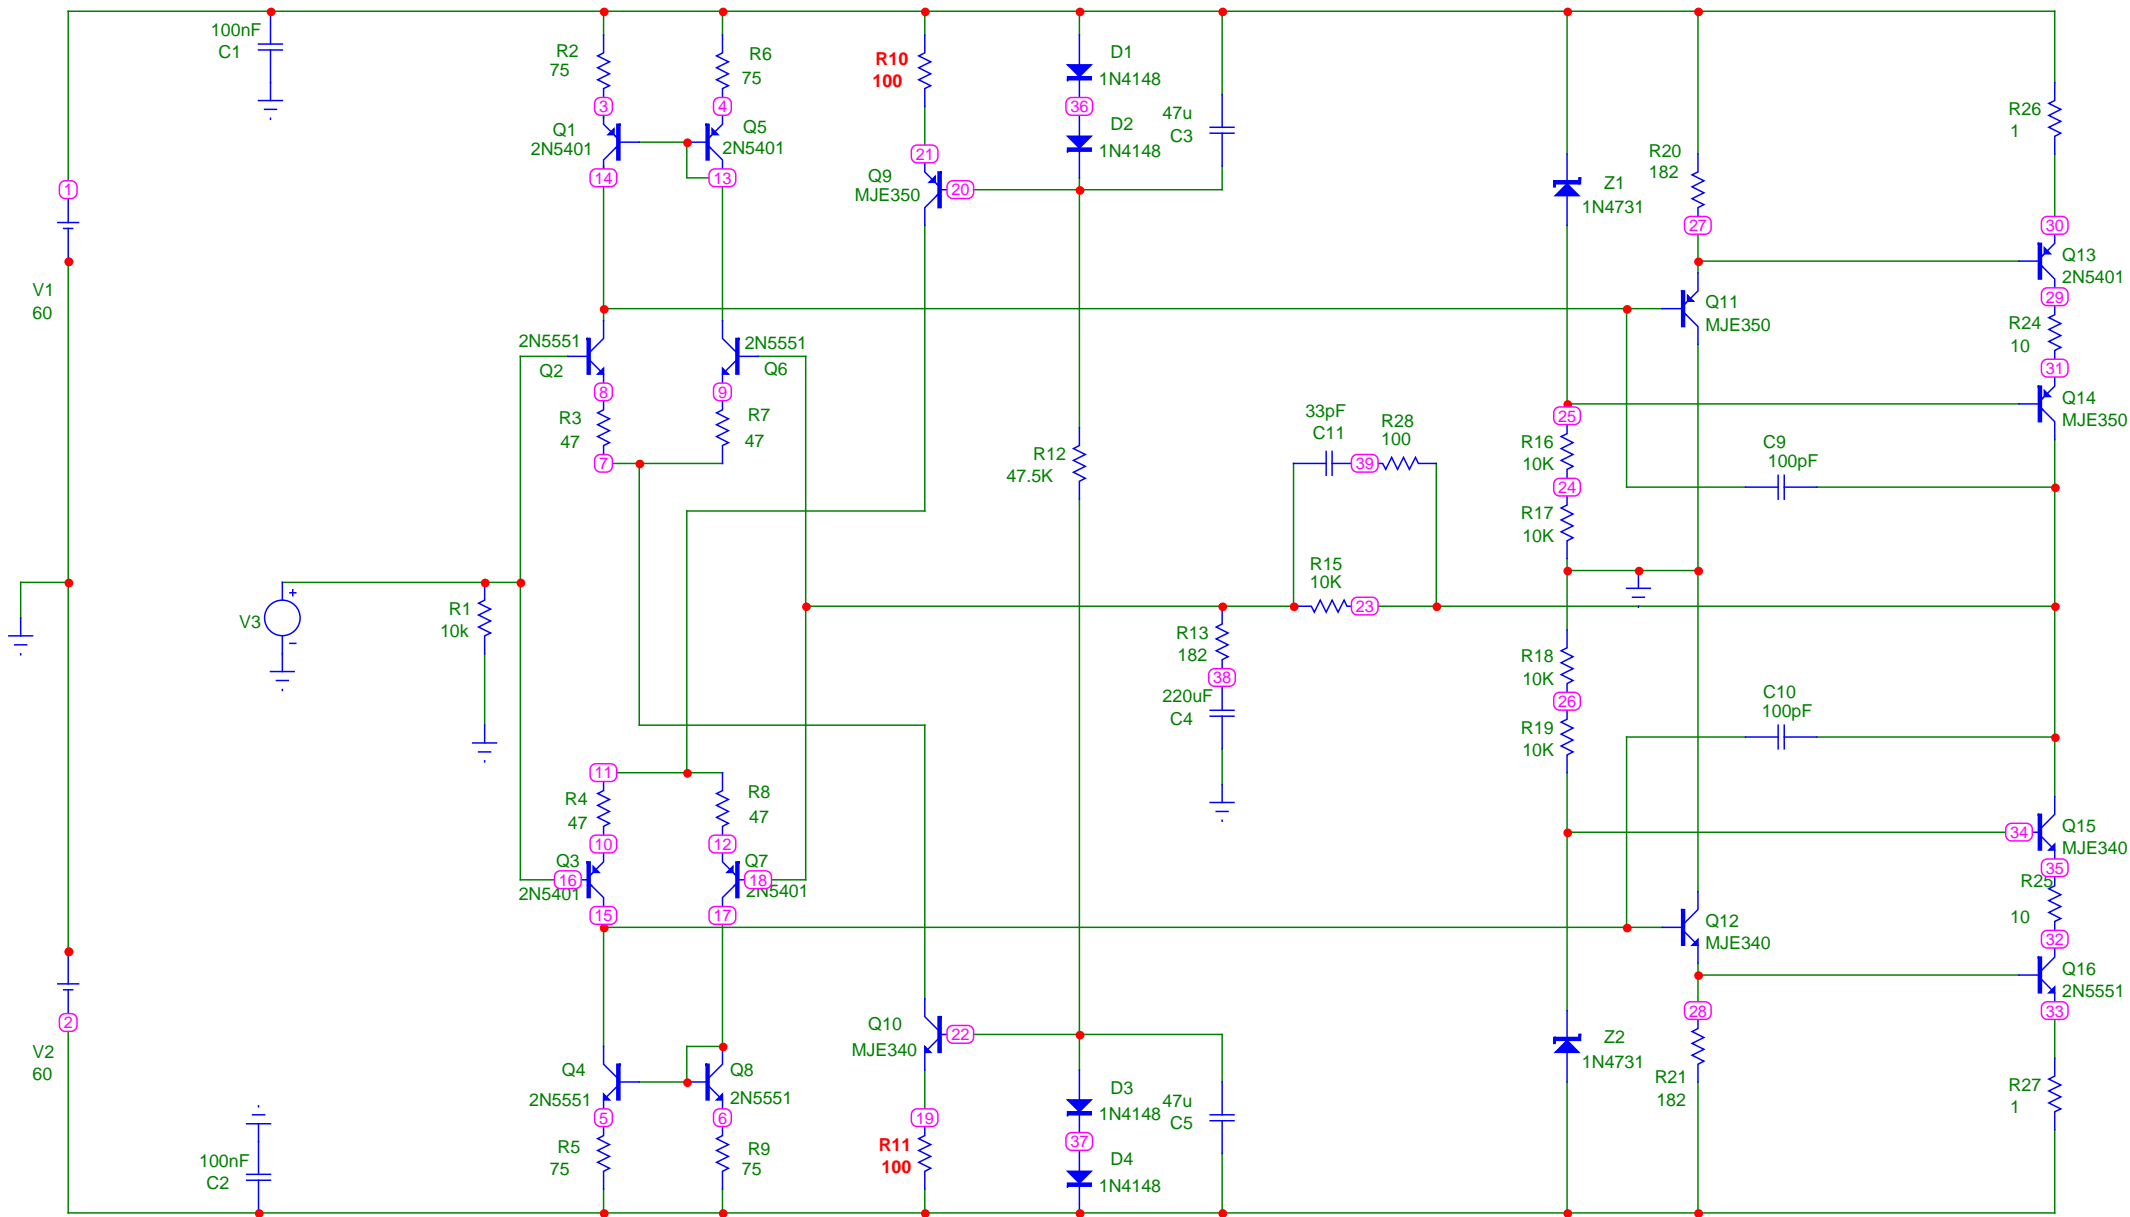 100nF
C1
R2
75
R6
75
R10
100
D1
1N4148
36
D2
1N4148
47u
C3
R26
1
3
4
Q1
2N5401
Q5
2N5401
21
Q9
MJE350
20
14
13
1
V1
60
Z1
1N4731
R20
182
27
30
Q13
2N5401
29
Q11
MJE350
R24
10
31
Q14
MJE350
2N5551
Q2
2N5551
Q6
8
9
R3
47
R7
47
7
R12
47.5K
33pF
C11
39
R28
100
25
R16
10K
24
R17
10K
C9
100pF
V3
+
−
R1
10k
R15
10K
23
R13
182
38
220uF
C4
R18
10K
26
R19
10K
C10
100pF
11
R4
47
R8
47
10
12
Q3
16
2N5401
Q7
18
2N5401
15
17
34
Q15
MJE340
35
R25
10
32
Q16
2N5551
33
Q12
MJE340
28
2
V2
60
Q10
MJE340
22
Q4
2N5551
Q8
2N5551
5
6
19
R5
75
R9
75
R11
100
D3
1N4148
37
D4
1N4148
47u
C5
Z2
1N4731
R21
182
R27
1
100nF
C2